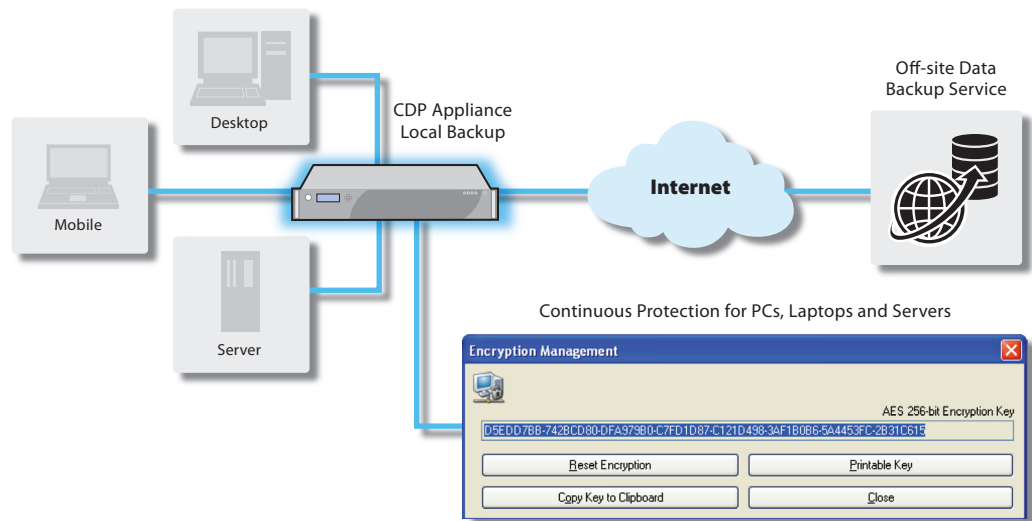 Desktop
CDP Appliance
Local Backup
Off-site Data
Backup Service
Mobile
Internet
Server
Continuous Protection for PCs, Laptops and Servers
Encryption Management
AES 256-bit Encryption Key
D5EDD7BB-742BCD80-DFA979B0-C7FD1D87-C121D498-3AF1B0B6-5A4453FC-2B31C615
Reset Encryption
Printable Key
Copy Key to Clipboard
Close